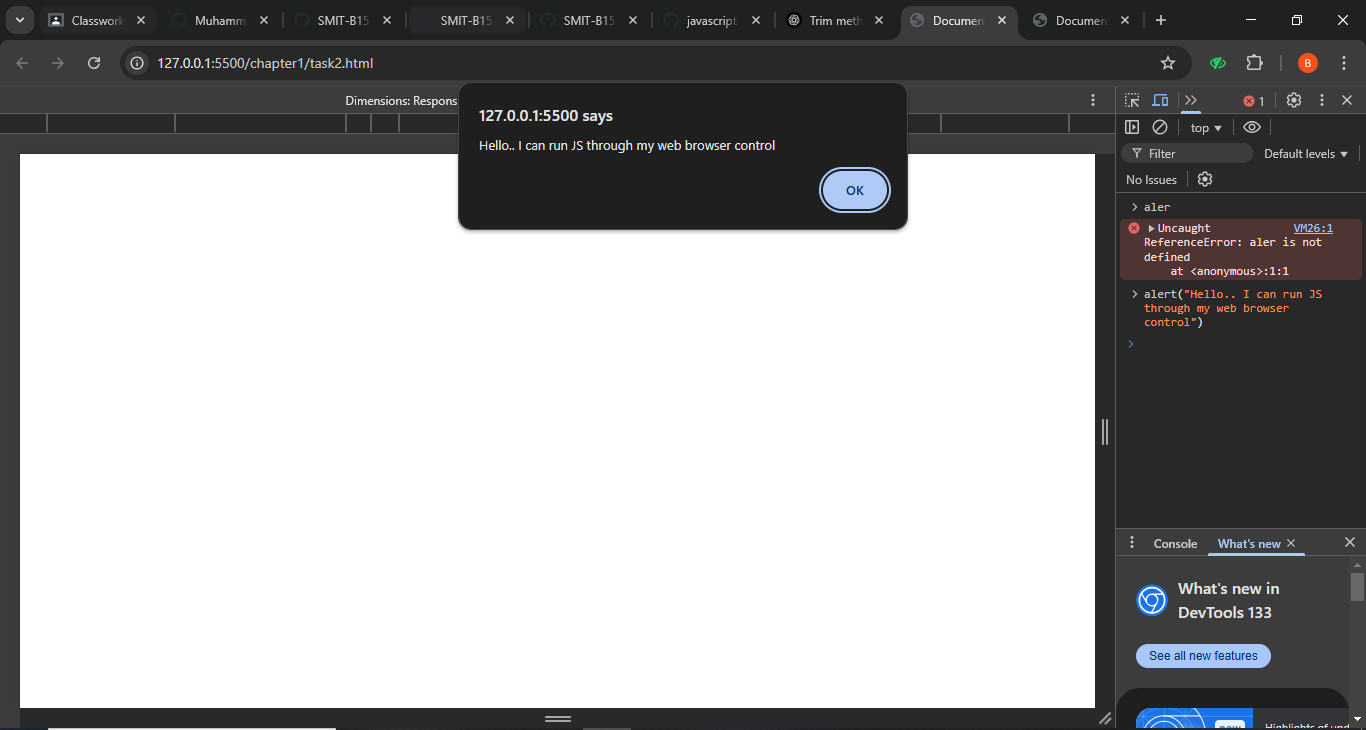 Classwork
Muhamm
SMIT-B15
SMIT-B15
SMIT-B15
javascript
Trim meth
Documen
Documen
127.0.0.1:5500/chapter1/task2.html
B
Dimensions: Respons
127.0.0.1:5500 says
Hello.. I can run JS through my web browser control
OK
1
top
Filter
Default levels
No Issues
aler
Uncaught VM26:1
ReferenceError: aler is not
defined
at <anonymous>:1:1
alert("Hello.. I can run JS
through my web browser
control")
Console
What's new
What's new in
DevTools 133
See all new features
new
Highlights of